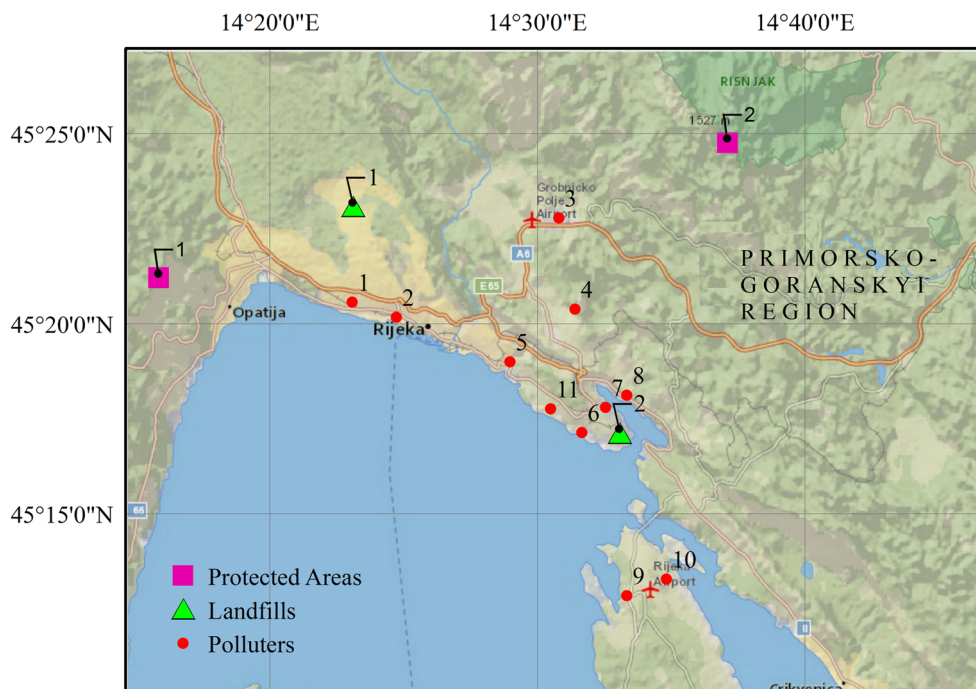 14°20'0"E 14°30'0"E 14°40'0"E
RISNJAK
45°25'0"N
1527 m
2
1
Grobnicko
Polje
Airport
3
1
A6
PRIMORSKO-
GORANSKYI
REGION
E65
4
1
2
Opatija
45°20'0"N
Rijeka
5
7
8
11
2
6
66
45°15'0"N
10
9
Rijeka
Airport
Protected Areas
Landfills
Polluters
8
Crikvenica